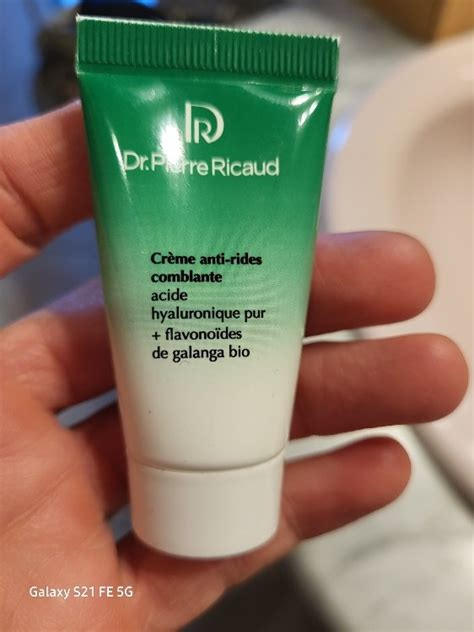 Dr.Pierre Ricaud
Crème anti-rides
comblante
acide
hyaluronique pur
+ flavonoïdes
de galanga bio
Galaxy S21 FE 5G